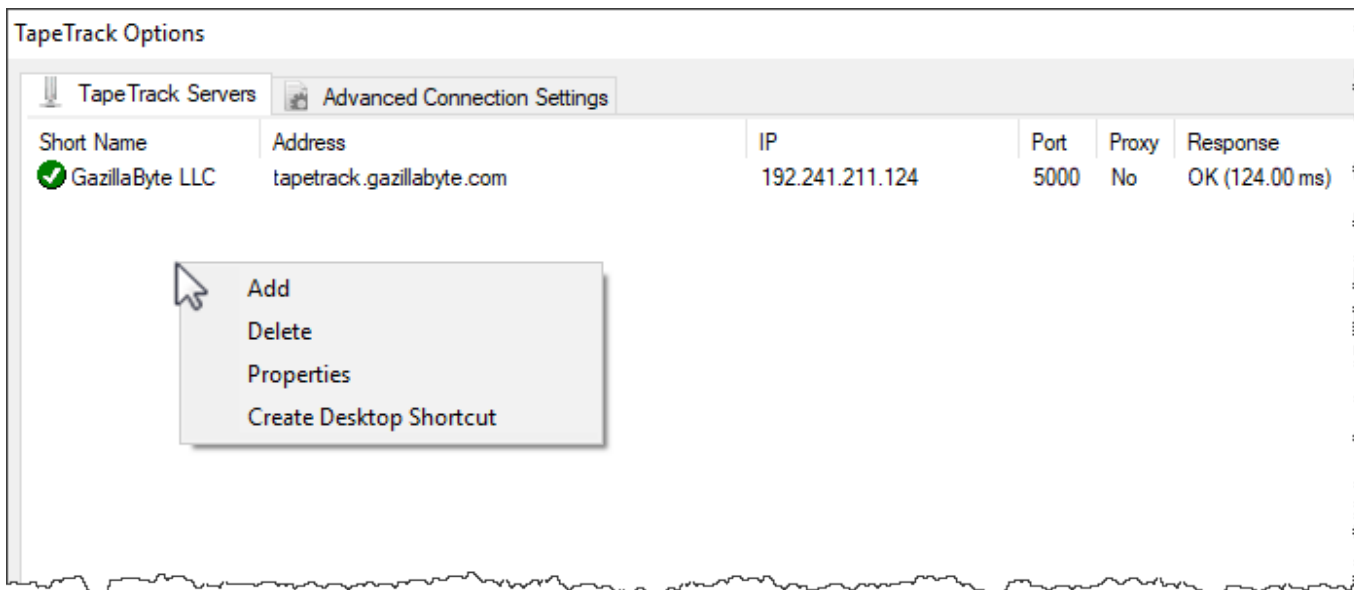 TapeTrack Options
TapeTrack Servers Advanced Connection Settings
Short Name Address IP Port Proxy Response
GazillaByte LLC tapetrack.gazillabyte.com 192.241.211.124 5000 No OK (124.00 ms)
Add
Delete
Properties
Create Desktop Shortcut